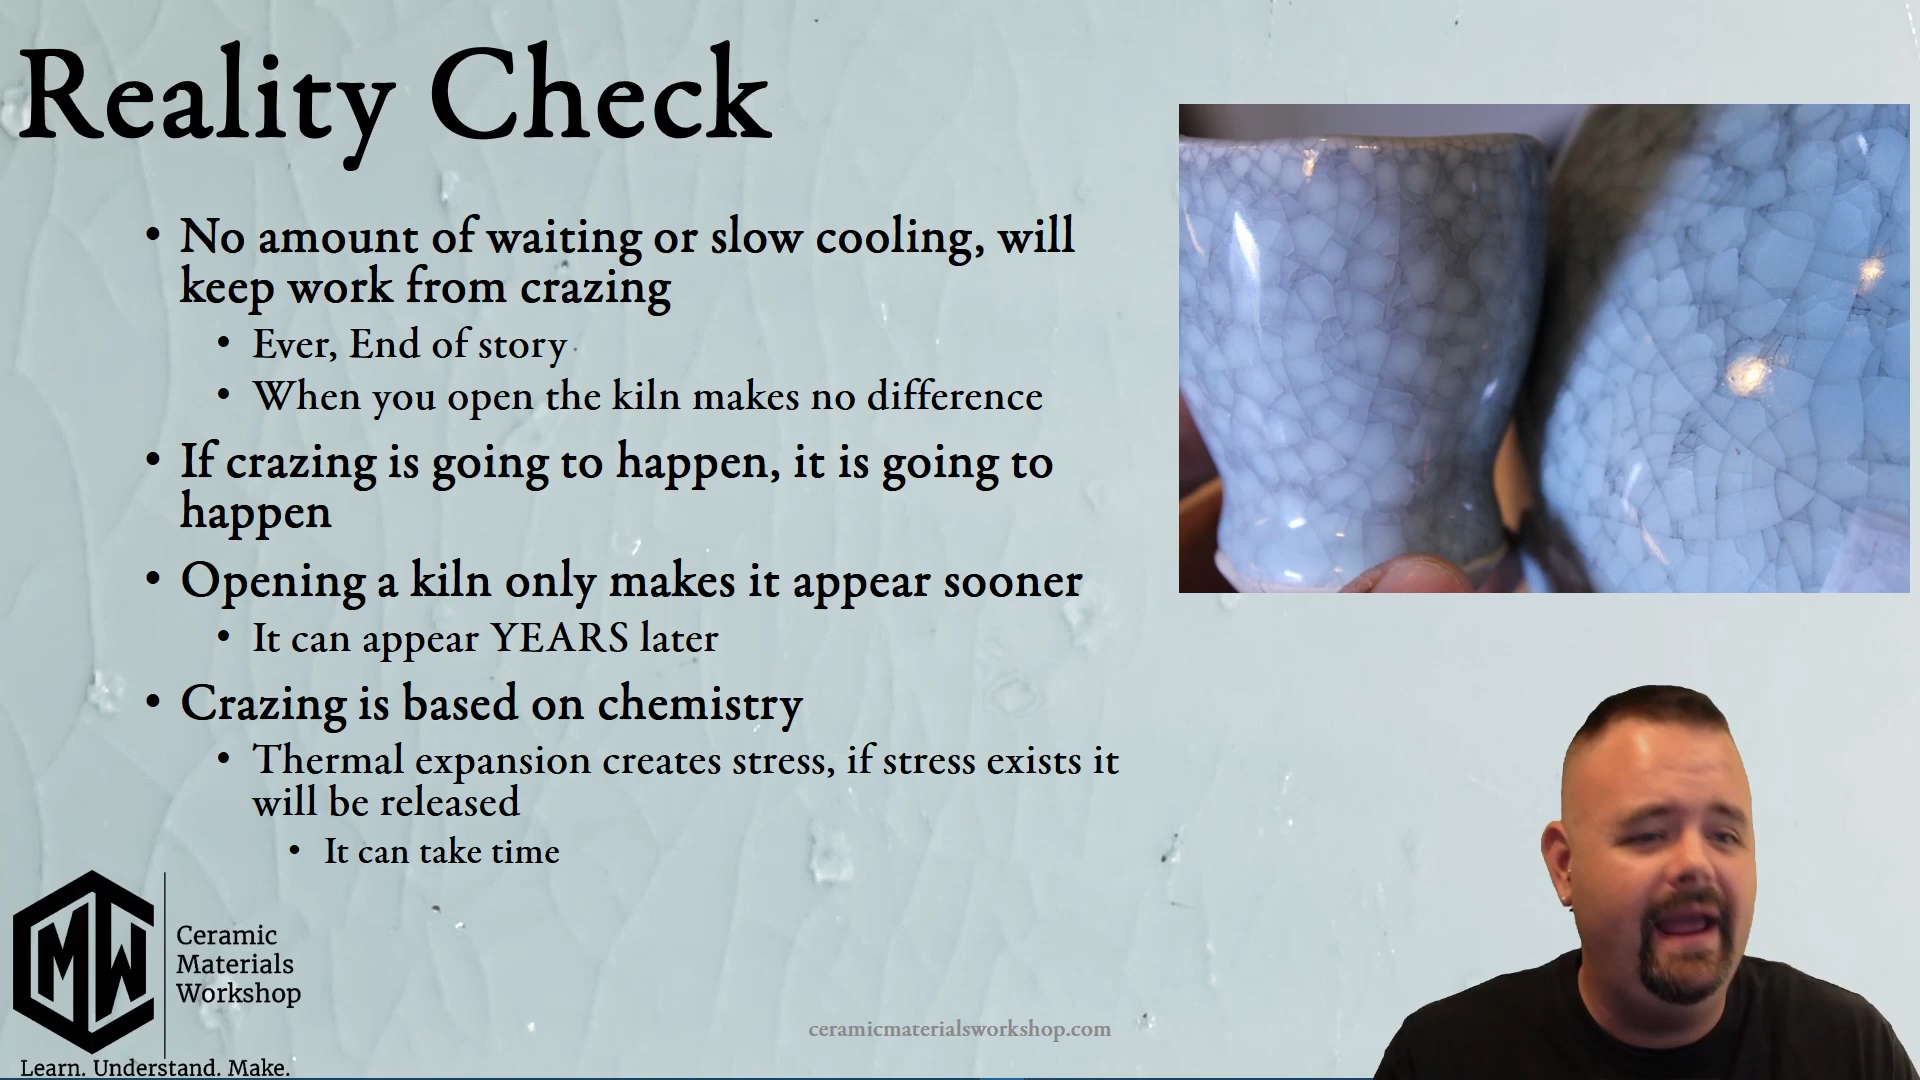 Reality Check
• No amount of waiting or slow cooling, will
keep work from crazing
• Ever, End of story
• When you open the kiln makes no difference
• If crazing is going to happen, it is going to
happen
• Opening a kiln only makes it appear sooner
• It can appear YEARS later
• Crazing is based on chemistry
• Thermal expansion creates stress, if stress exists it
will be released
• It can take time
CMW
Ceramic
Materials
Workshop
Learn. Understand. Make.
ceramicmaterialsworkshop.com